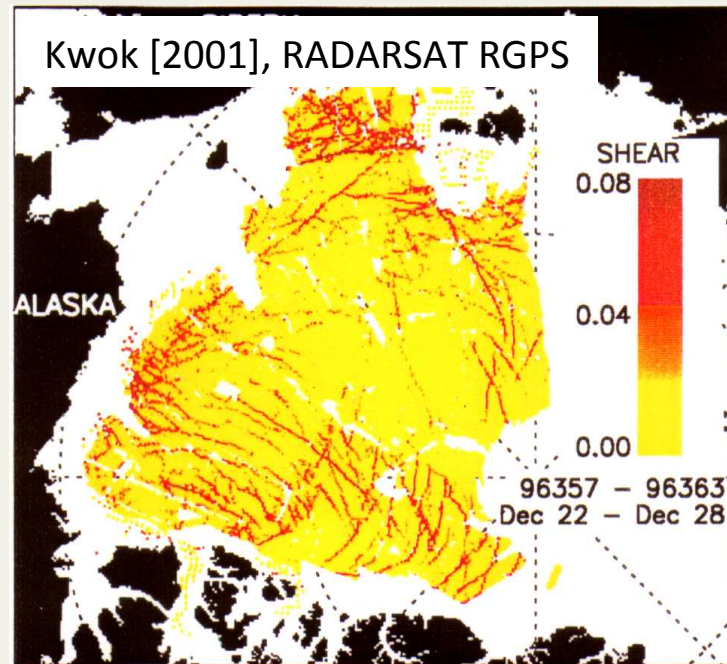 Kwok [2001], RADARSAT RGPS
SHEAR
0.08
ALASKA
0.04
0.00
96357 – 96363
Dec 22 – Dec 28